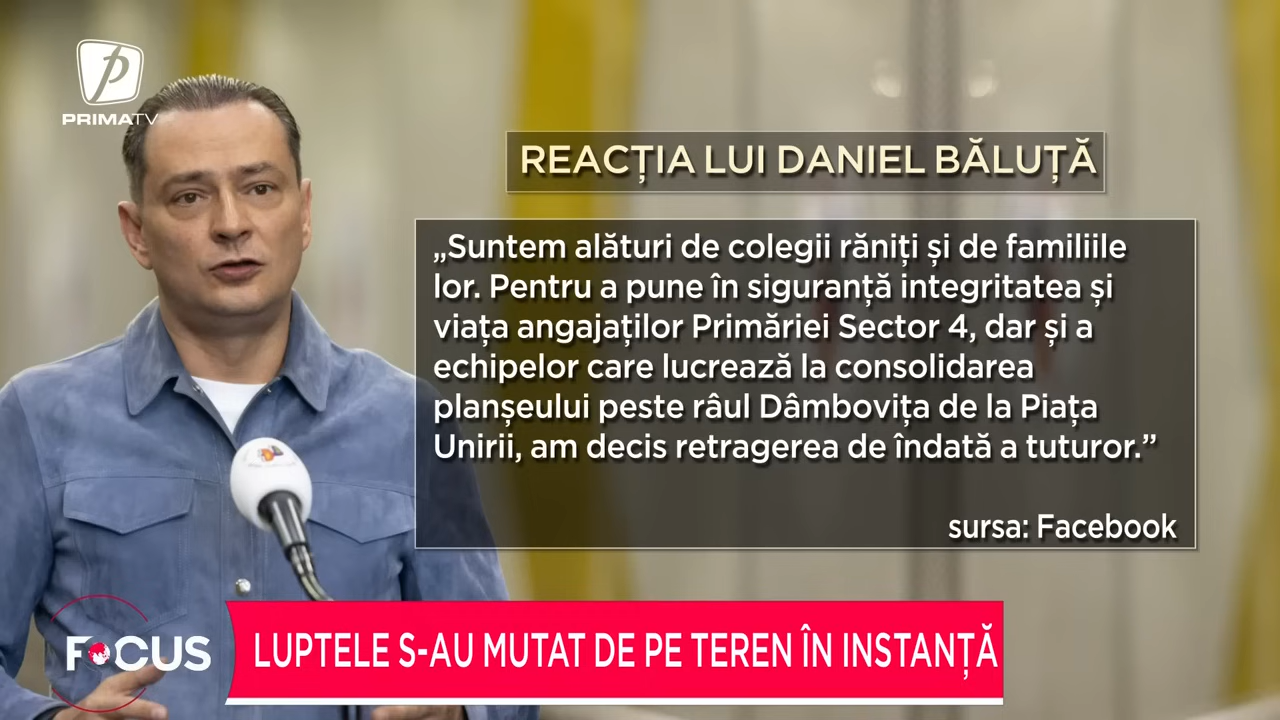 PRIMATV
REACȚIA LUI DANIEL BĂLUȚĂ
„Suntem alături de colegii răniți și de familiile
lor. Pentru a pune în siguranță integritatea și
viața angajaților Primăriei Sector 4, dar și a
echipelor care lucrează la consolidarea
planșeului peste râul Dâmbovița de la Piața
Unirii, am decis retragerea de îndată a tuturor.”
sursa: Facebook
FOCUS
LUPTELE S-AU MUTAT DE PE TEREN ÎN INSTANȚĂ